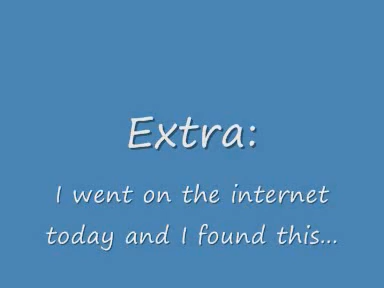 Extra:
I went on the internet
today and I found this...